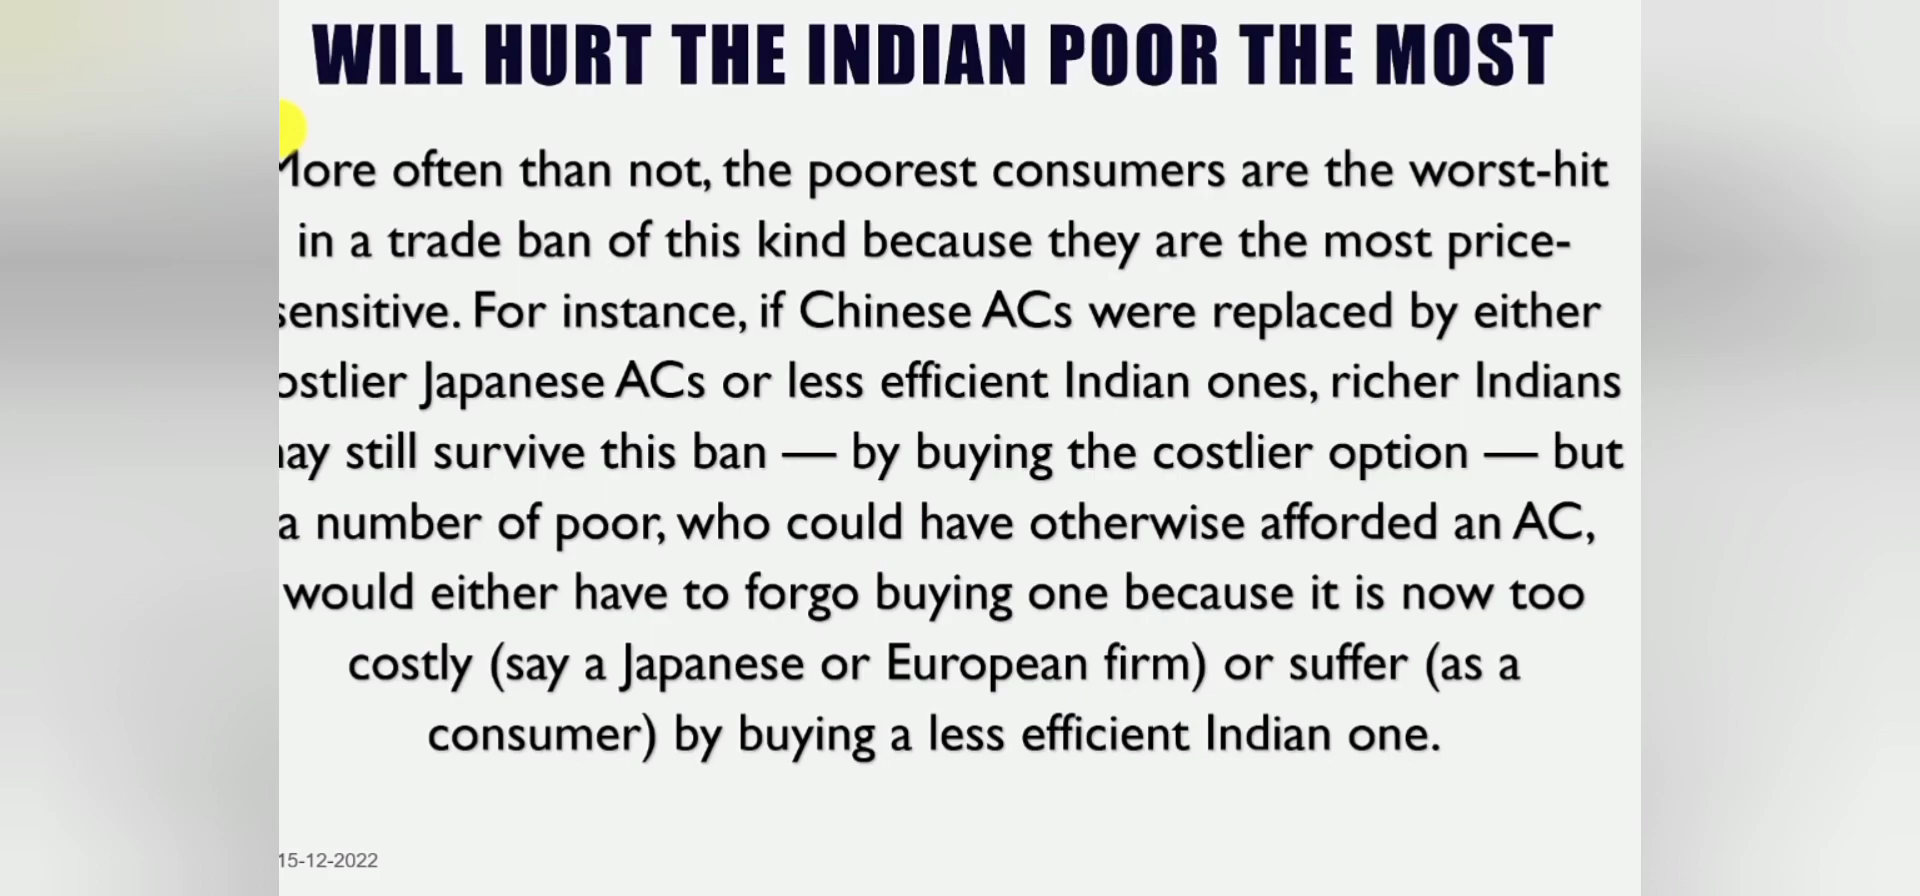 WILL HURT THE INDIAN POOR THE MOST
More often than not, the poorest consumers are the worst-hit
in a trade ban of this kind because they are the most price-
sensitive. For instance, if Chinese ACs were replaced by either
ostlier Japanese ACs or less efficient Indian ones, richer Indians
may still survive this ban — by buying the costlier option — but
a number of poor, who could have otherwise afforded an AC,
would either have to forgo buying one because it is now too
costly (say a Japanese or European firm) or suffer (as a
consumer) by buying a less efficient Indian one.
15-12-2022